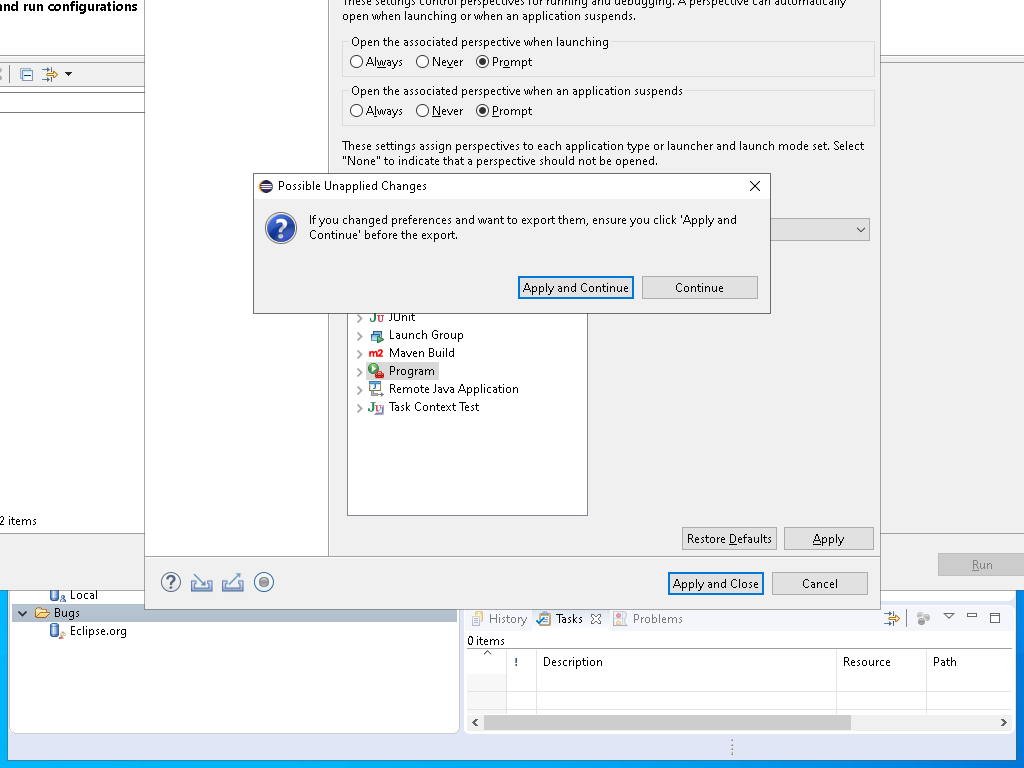 and run configurations
These settings control perspectives for running and debugging. A perspective can automatically
open when launching or when an application suspends.
Open the associated perspective when launching
Always
Never
Prompt
Open the associated perspective when an application suspends
Always
Never
Prompt
These settings assign perspectives to each application type or launcher and launch mode set. Select
"None" to indicate that a perspective should not be opened.
Possible Unapplied Changes
If you changed preferences and want to export them, ensure you click 'Apply and
Continue' before the export.
Apply and Continue
Continue
JUnit
Launch Group
Maven Build
Program
Remote Java Application
Task Context Test
2 items
Restore Defaults
Apply
Run
Apply and Close
Cancel
Local
Bugs
Eclipse.org
History
Tasks
Problems
0 items
!
Description
Resource
Path